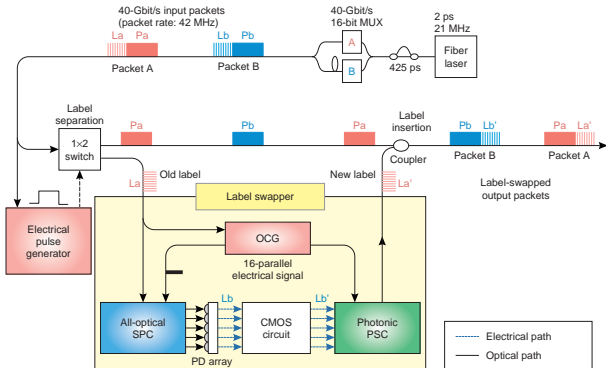 40-Gbit/s input packets
(packet rate: 42 MHz)
La Pa
Packet A
Lb Pb
Packet B
40-Gbit/s
16-bit MUX
A
B
425 ps
2 ps
21 MHz
Fiber
laser
Label
separation
1×2
switch
Pa
Pb
Pa
Label
insertion
Coupler
Pb Lb'
Packet B
Pa La'
Packet A
Label-swapped
output packets
La
Old label
New label
La'
Electrical
pulse
generator
Label swapper
OCG
16-parallel
electrical signal
All-optical
SPC
Lb
PD array
CMOS
circuit
Lb'
Photonic
PSC
Electrical path
Optical path